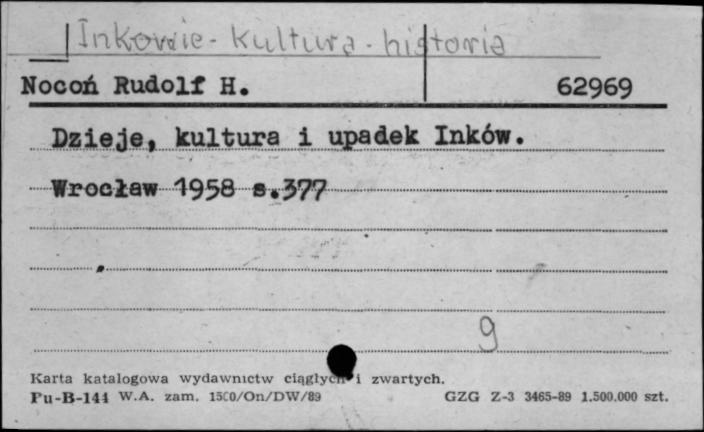 Inkowie - kultura - historia
Nocoń Rudolf H. 62969
Dzieje, kultura i upadek Inków.
Wrocław 1958 s.377
9
Karta katalogowa wydawnictw ciągłych i zwartych.
Pu-B-144 W.A. zam. 1500/On/DW/89 GZG Z-3 3465-89 1.500.000 szt.